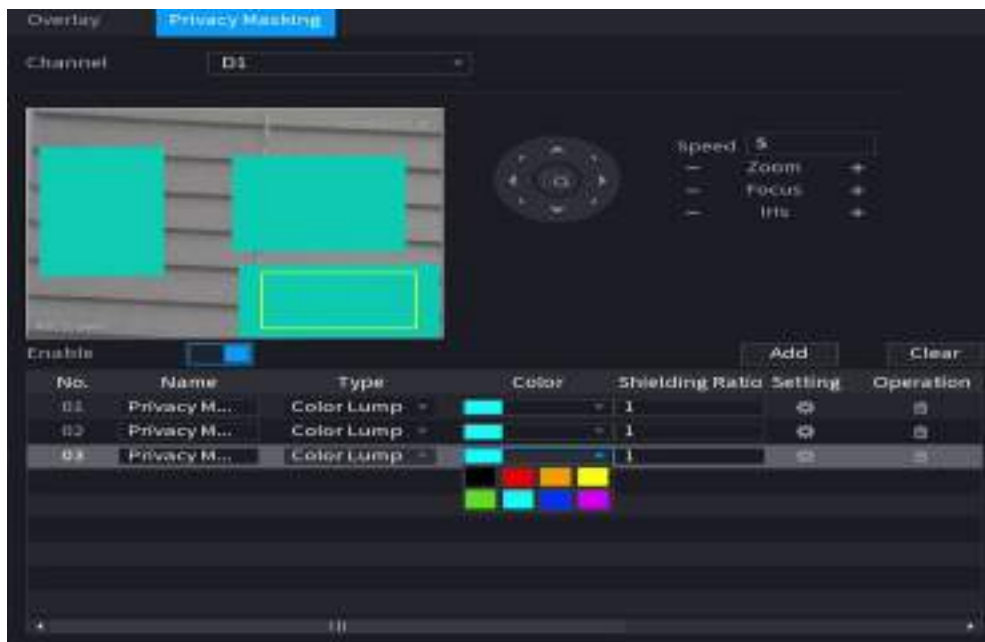 Overlay Privacy Masking
Channel D1
Speed 5
Zoom
Focus
Iris
Enable Add Clear
No. Name Type Color Shielding Ratio Setting Operation
01 Privacy M... Color Lump 1
02 Privacy M... Color Lump 1
03 Privacy M... Color Lump 1